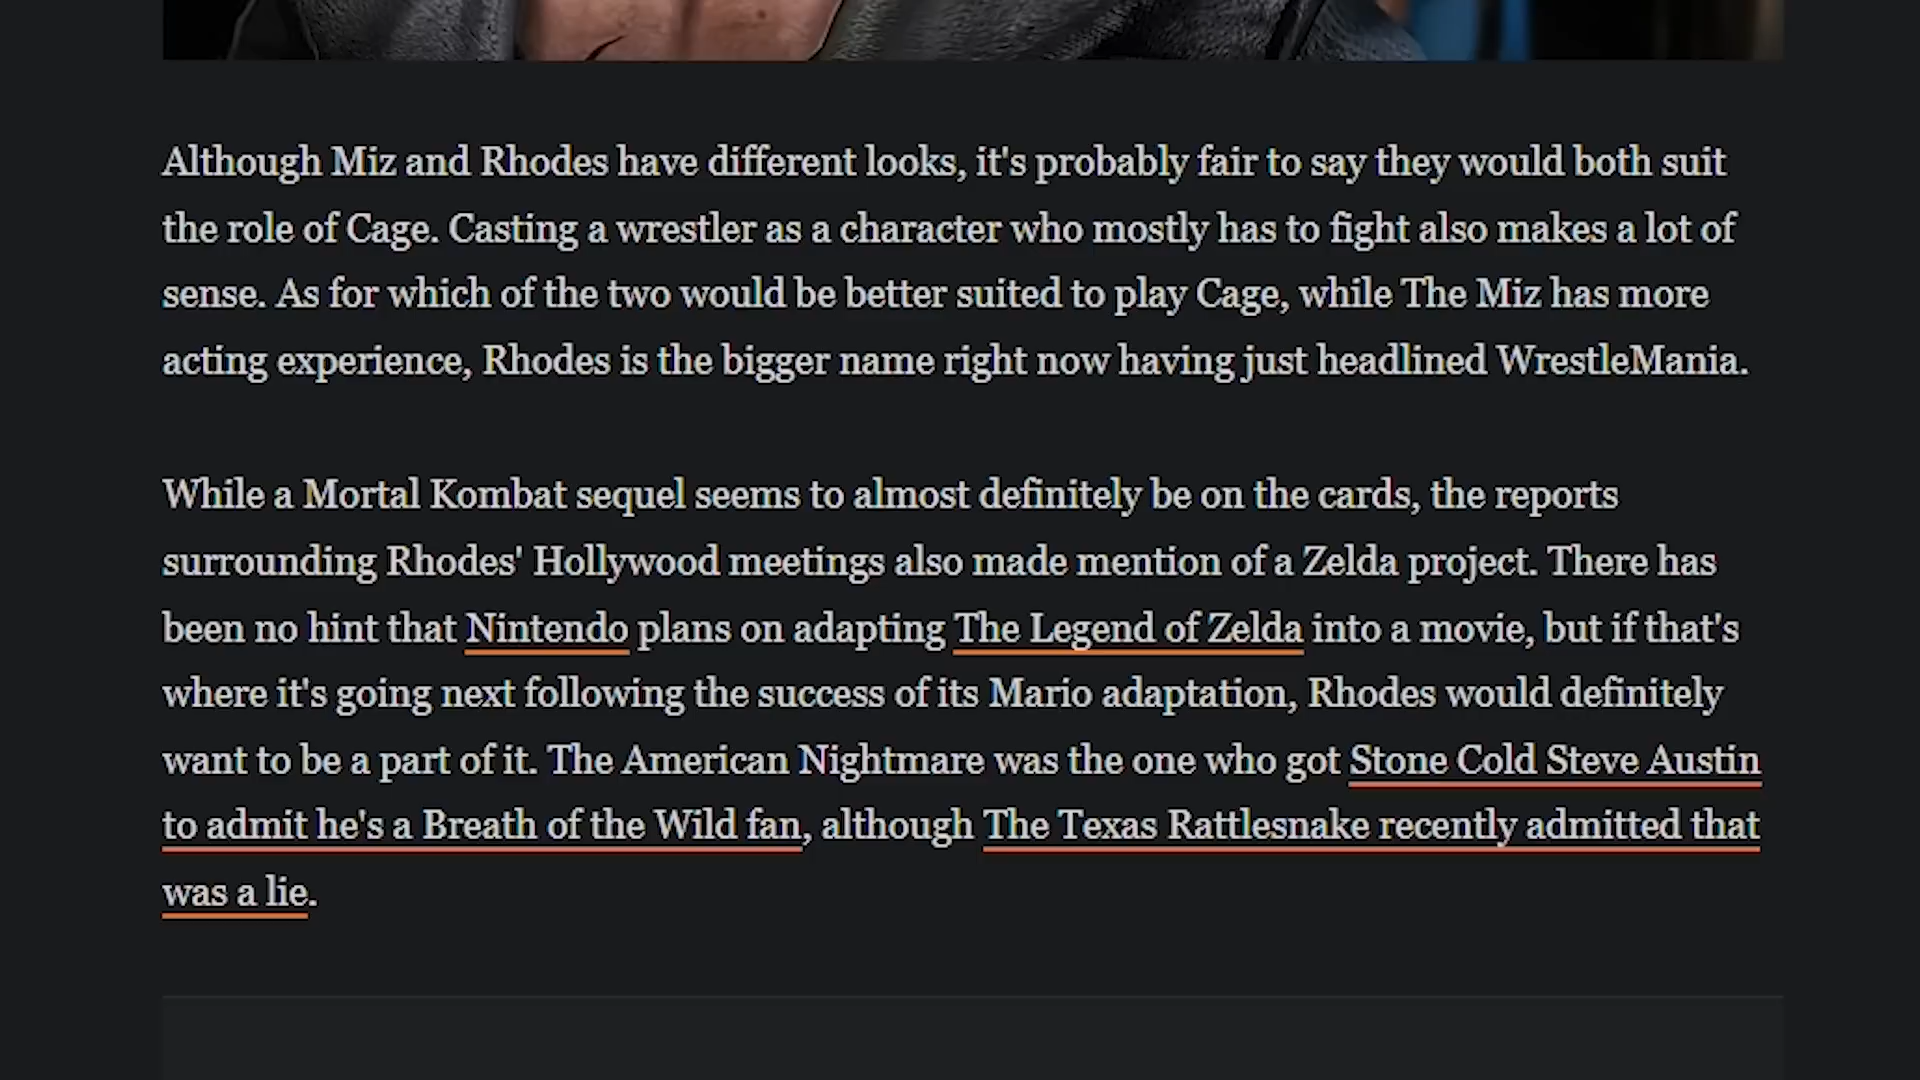 Although Miz and Rhodes have different looks, it's probably fair to say they would both suit
the role of Cage. Casting a wrestler as a character who mostly has to fight also makes a lot of
sense. As for which of the two would be better suited to play Cage, while The Miz has more
acting experience, Rhodes is the bigger name right now having just headlined WrestleMania.
While a Mortal Kombat sequel seems to almost definitely be on the cards, the reports
surrounding Rhodes' Hollywood meetings also made mention of a Zelda project. There has
been no hint that Nintendo plans on adapting The Legend of Zelda into a movie, but if that's
where it's going next following the success of its Mario adaptation, Rhodes would definitely
want to be a part of it. The American Nightmare was the one who got Stone Cold Steve Austin
to admit he's a Breath of the Wild fan, although The Texas Rattlesnake recently admitted that
was a lie.